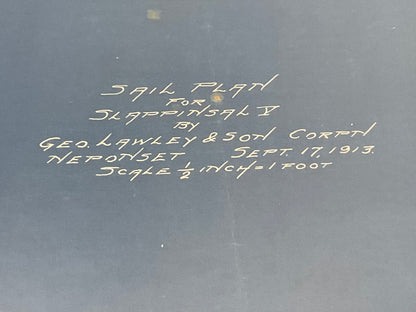 SAIL PLAN
FOR
SLAPPINSAL V
BY
GEO. LAWLEY & SON CORP'N
NEPONSET SEPT. 17, 1913.
SCALE 1/2 INCH = 1 FOOT